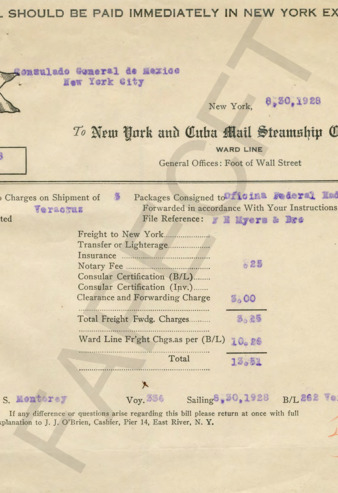 L SHOULD BE PAID IMMEDIATELY IN NEW YORK EX
Consulado General de Mexico
New York City
New York, 8,30,1928
To New York and Cuba Mail Steamship C
WARD LINE
General Offices: Foot of Wall Street
o Charges on Shipment of 5 Packages Consigned to Oficina Federal Had
Veracruz Forwarded in accordance With Your Instructions
ted File Reference: F E Myers & Bro
Freight to New York
Transfer or Lighterage
Insurance
Notary Fee .25
Consular Certification (B/L)
Consular Certification (Inv.)
Clearance and Forwarding Charge 3.00
Total Freight Fwdg. Charges 3.25
Ward Line Fr'ght Chgs. as per (B/L) 10.26
Total 13.51
S. Monterey Voy. 334 Sailing 8,30,1928 B/L 262 Ve
If any difference or questions arise regarding this bill please return at once with full
xplanation to J. J. O'Brien, Cashier, Pier 14, East River, N. Y.
FAPECFT